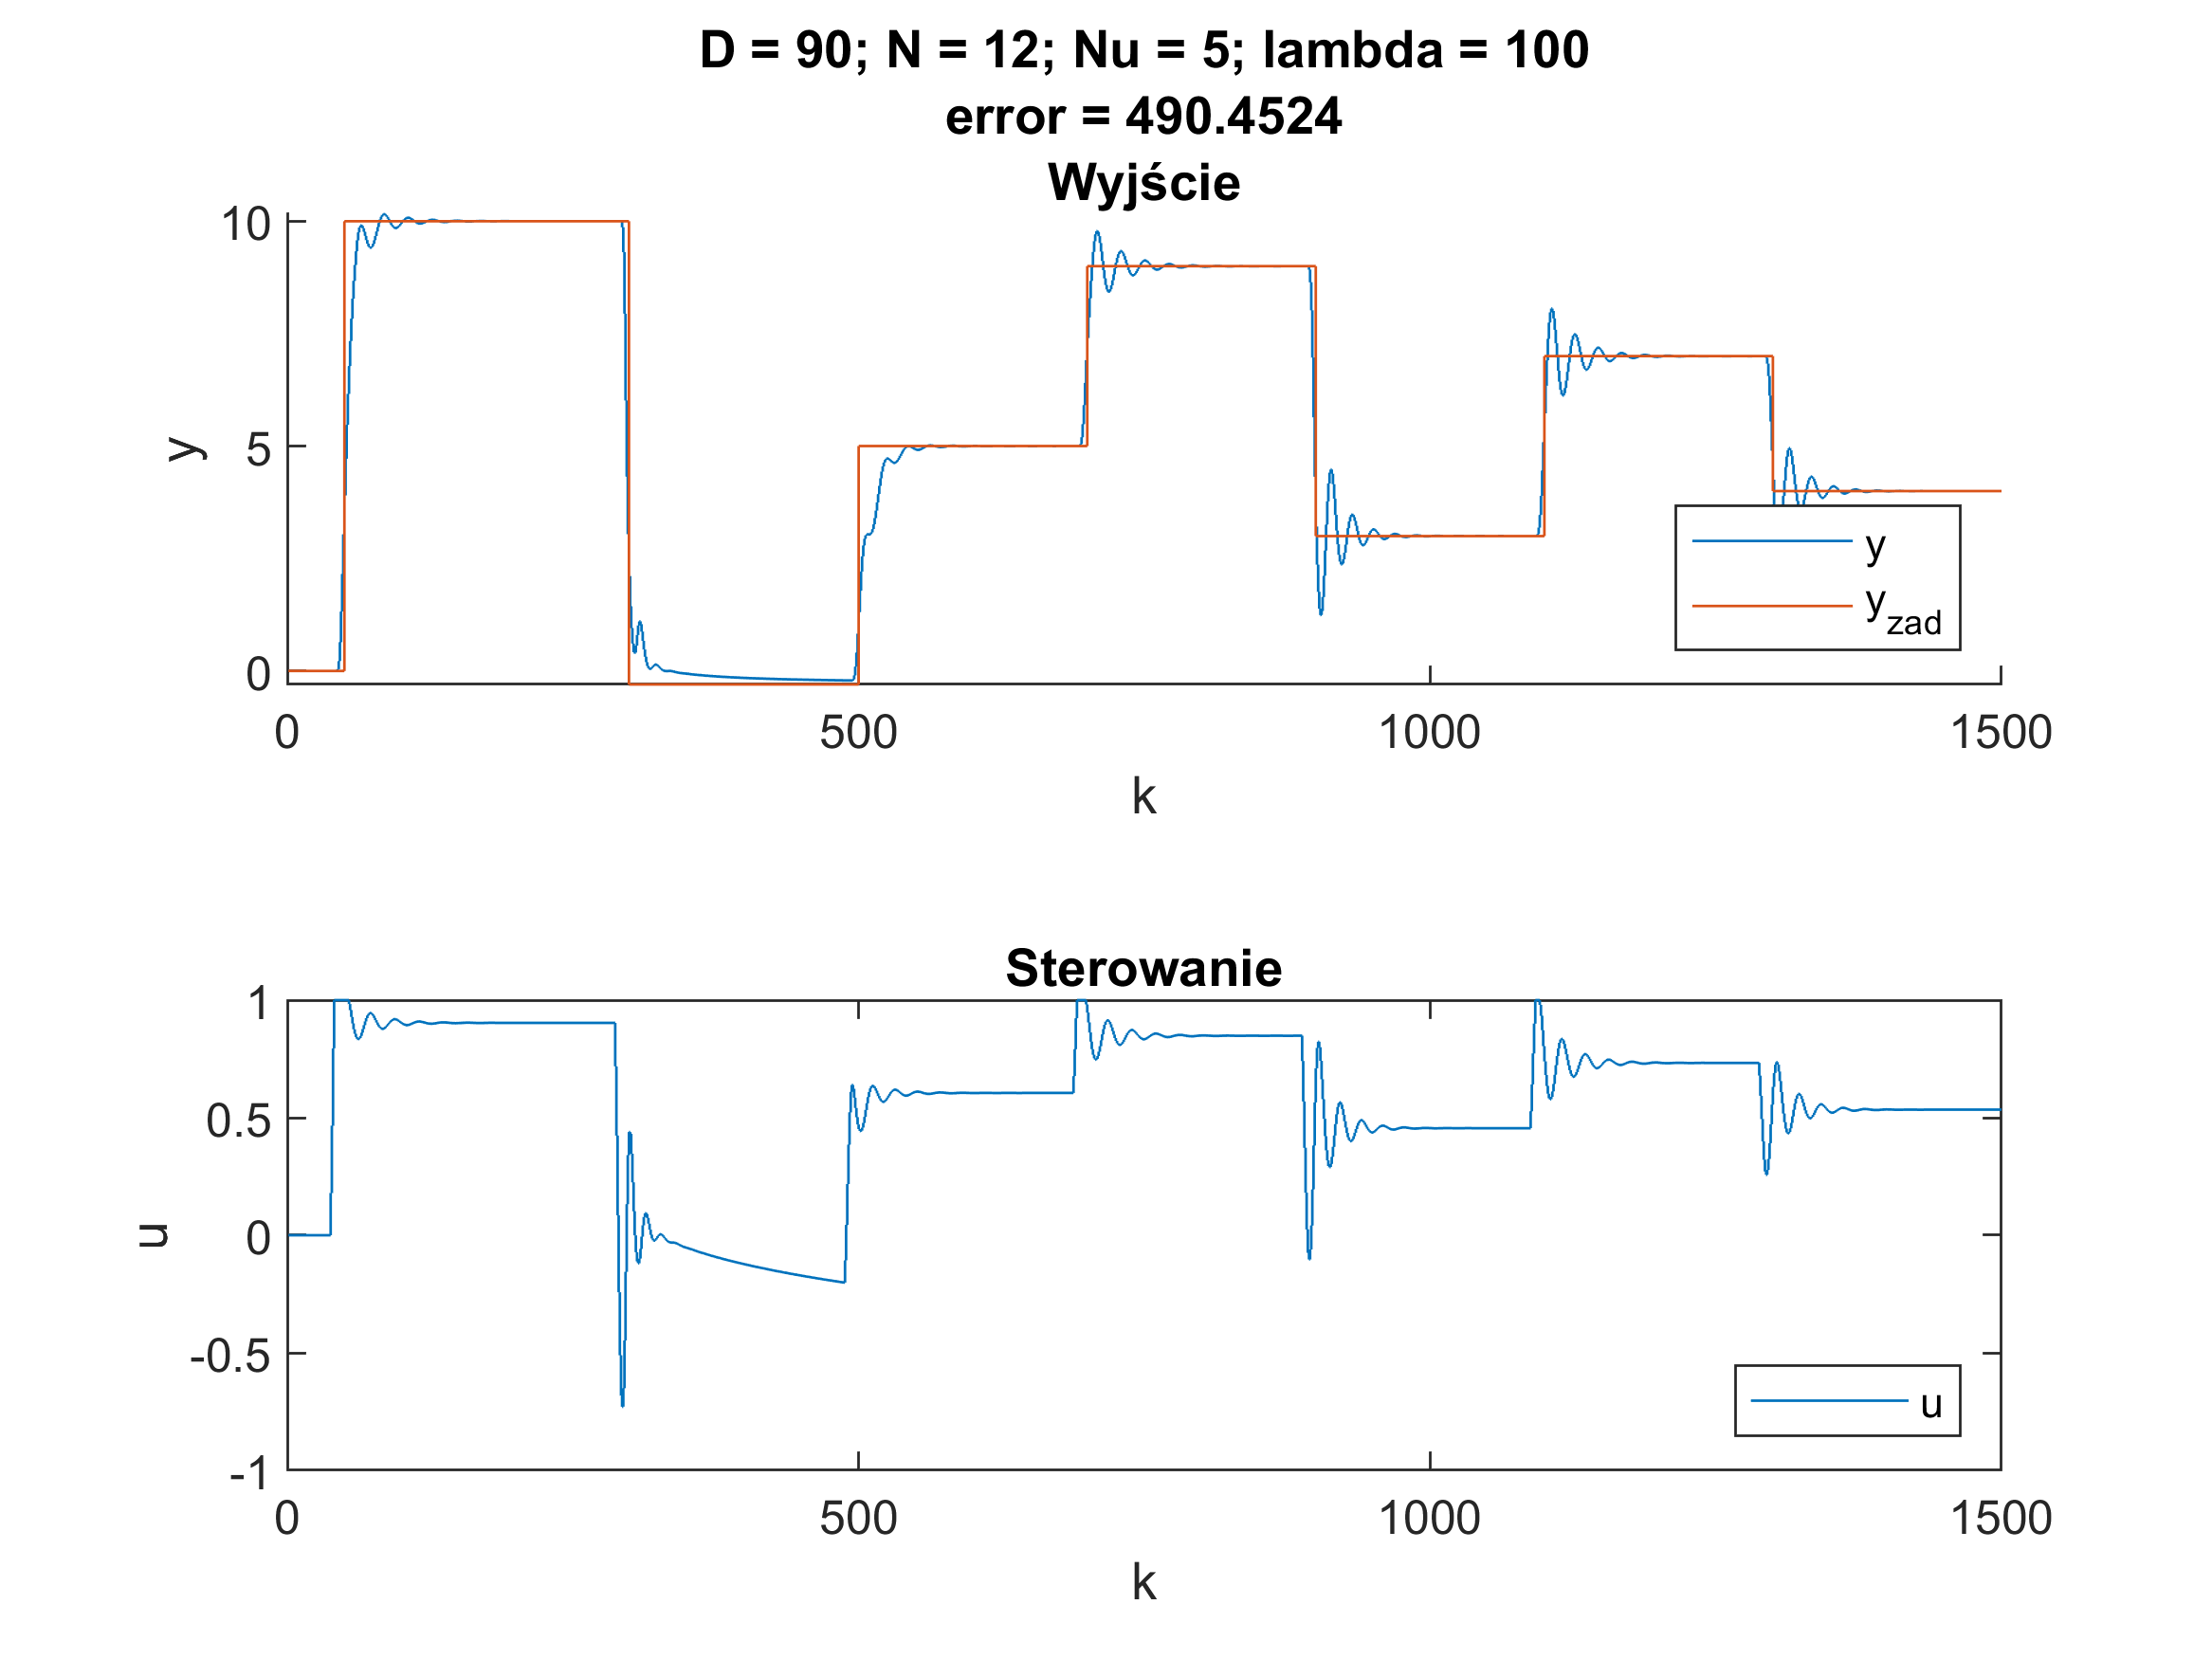 D = 90; N = 12; Nu = 5; lambda = 100
error = 490.4524
Wyjście
10
5
0
y
0
500
1000
1500
k
y
y_zad
Sterowanie
1
0.5
0
-0.5
-1
u
0
500
1000
1500
k
u